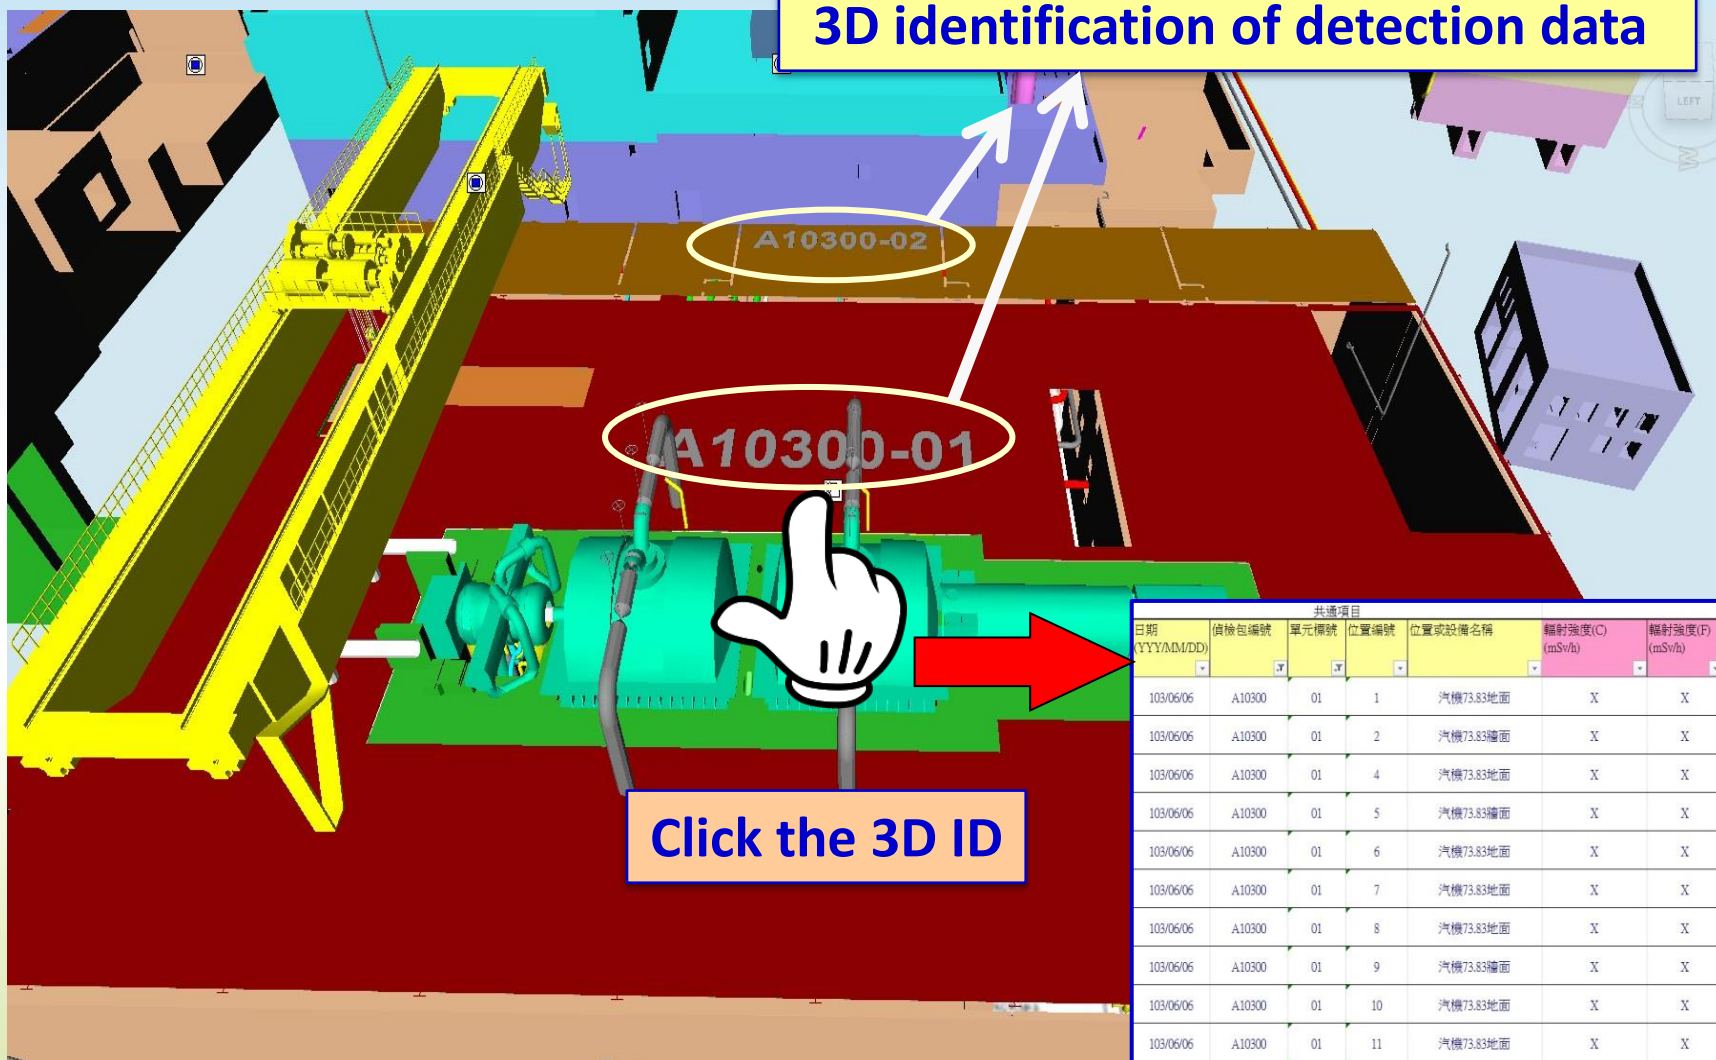 3D identification of detection data
LEFT
W
A10300-02
A10300-01
Click the 3D ID
共通項目
日期 偵檢包編號 單元標號 位置編號 位置或設備名稱 輻射強度(C) 輻射強度(F)
(YYY/MM/DD) (mSv/h) (mSv/h)
103/06/06 A10300 01 1 汽機73.83地面 X X
103/06/06 A10300 01 2 汽機73.83牆面 X X
103/06/06 A10300 01 4 汽機73.83地面 X X
103/06/06 A10300 01 5 汽機73.83牆面 X X
103/06/06 A10300 01 6 汽機73.83地面 X X
103/06/06 A10300 01 7 汽機73.83地面 X X
103/06/06 A10300 01 8 汽機73.83地面 X X
103/06/06 A10300 01 9 汽機73.83牆面 X X
103/06/06 A10300 01 10 汽機73.83地面 X X
103/06/06 A10300 01 11 汽機73.83地面 X X